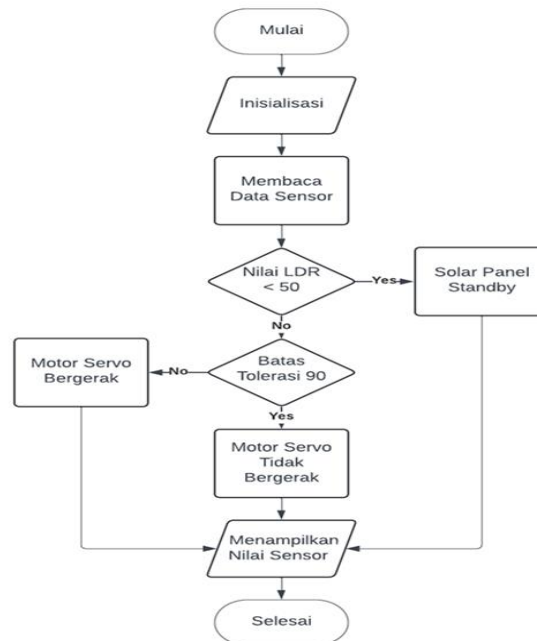 Mulai
Inisialisasi
Membaca
Data Sensor
Nilai LDR
< 50
Yes
Solar Panel
Standby
No
Batas
Tolerasi 90
No
Motor Servo
Bergerak
Yes
Motor Servo
Tidak
Bergerak
Menampilkan
Nilai Sensor
Selesai